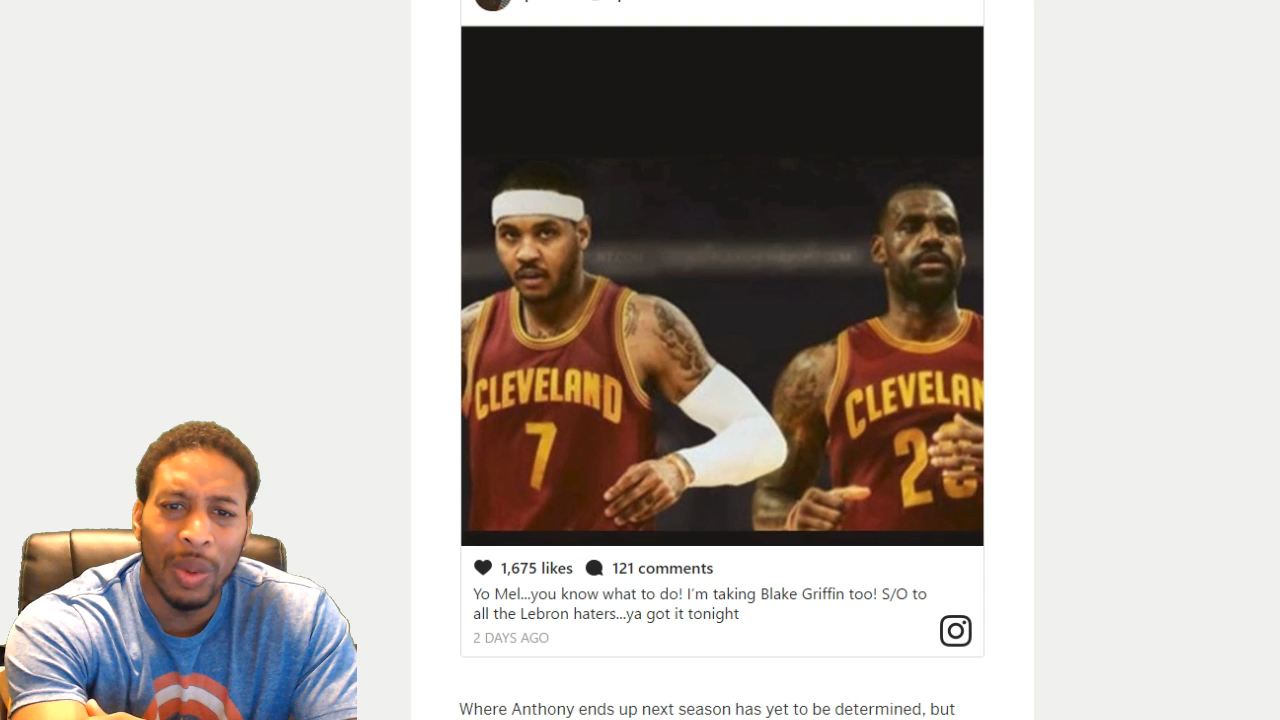 CLEVELAND
7
CLEVELAN
2
1,675 likes 121 comments
Yo Mel...you know what to do! I'm taking Blake Griffin too! S/O to
all the Lebron haters...ya got it tonight
2 DAYS AGO
Where Anthony ends up next season has yet to be determined, but